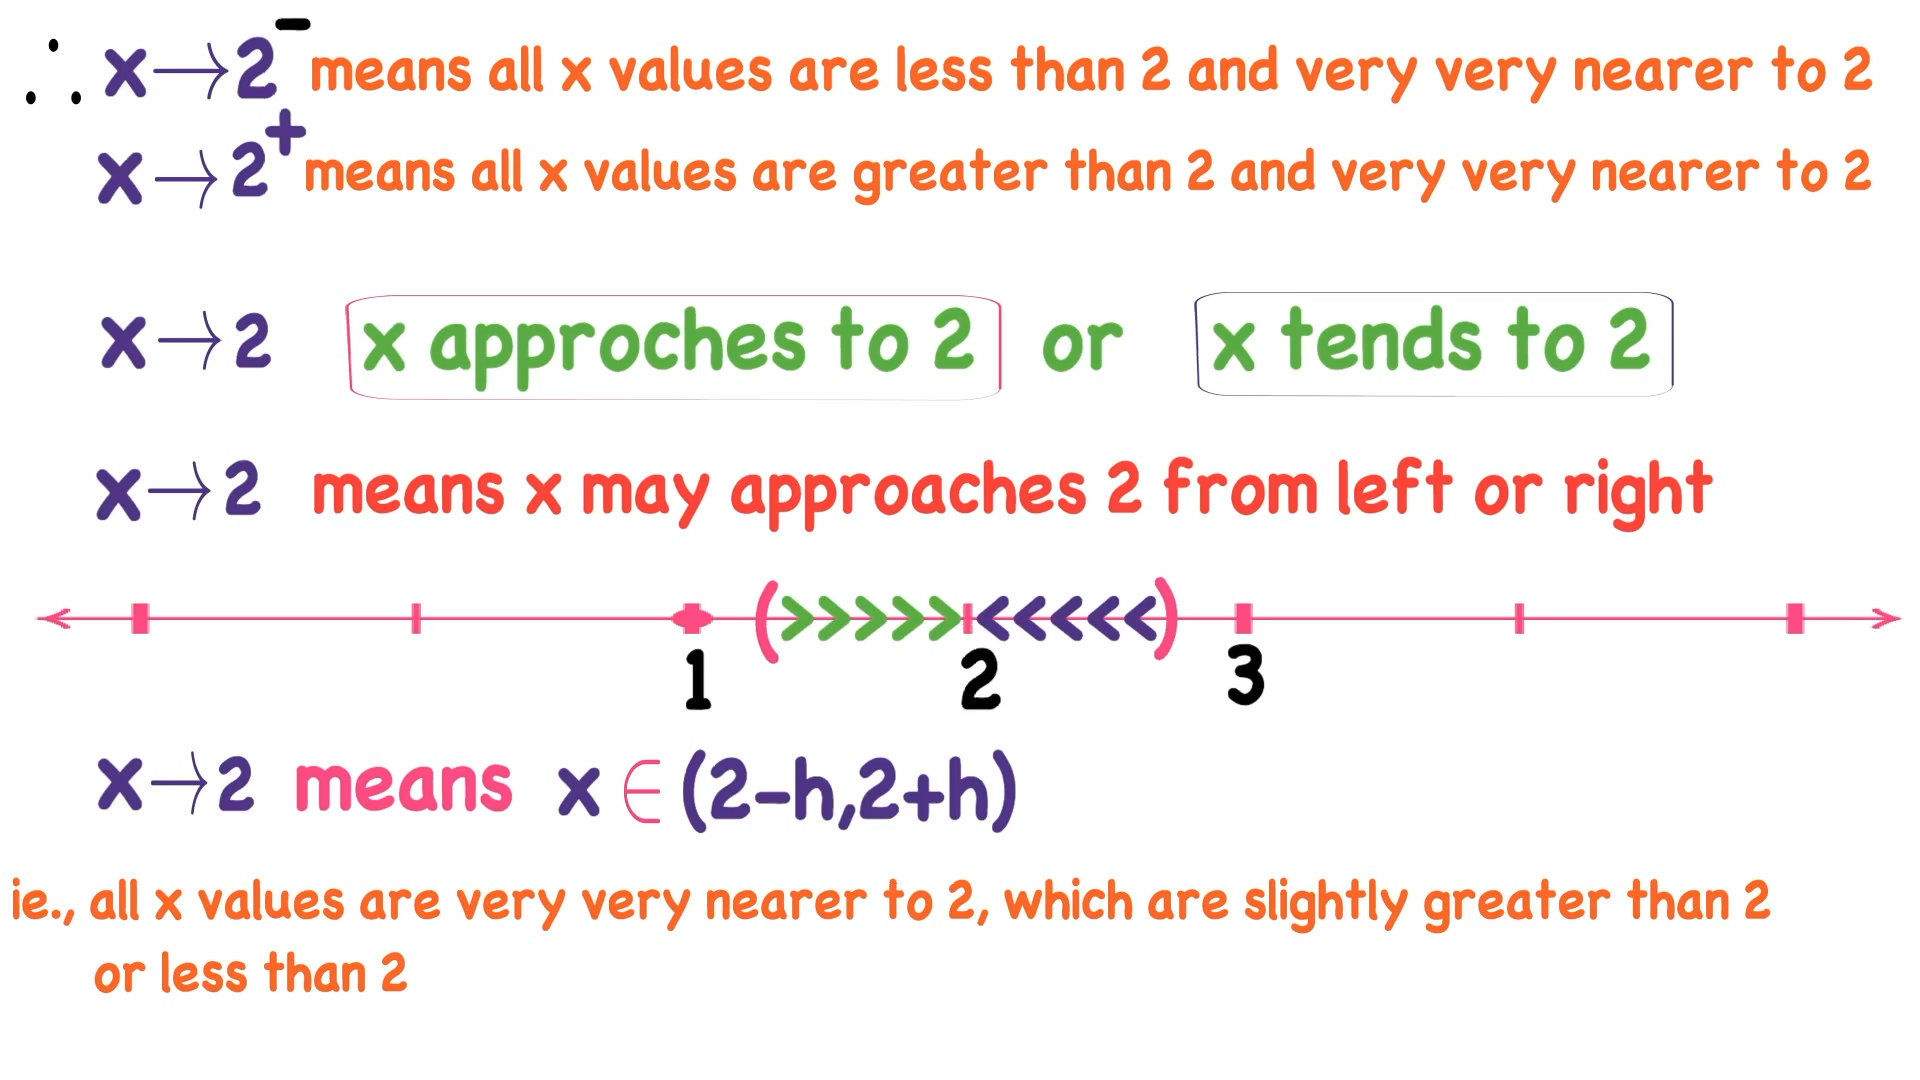 ∴ x→2⁻ means all x values are less than 2 and very very nearer to 2
x→2⁺ means all x values are greater than 2 and very very nearer to 2
x→2 x approches to 2 or x tends to 2
x→2 means x may approaches 2 from left or right
1 2 3
x→2 means x ∈ (2-h,2+h)
ie., all x values are very very nearer to 2, which are slightly greater than 2
or less than 2